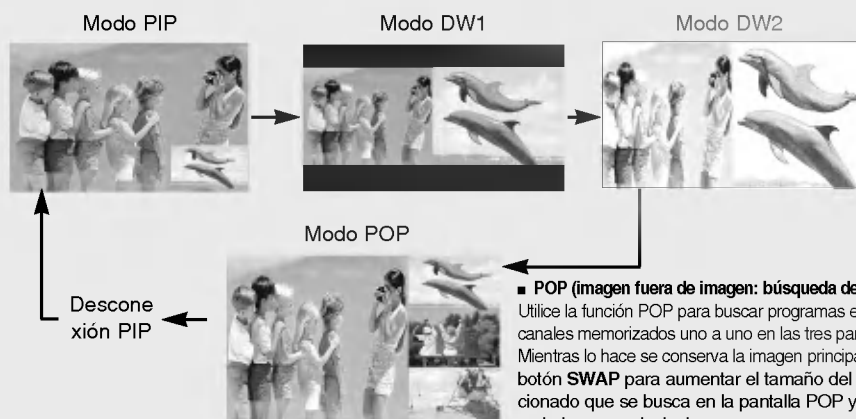 Modo PIP
Modo DW1
Modo DW2
Modo POP
Descone
xión PIP
■ POP (imagen fuera de imagen: búsqueda de
Utilice la función POP para buscar programas e
canales memorizados uno a uno en las tres pan
Mientras lo hace se conserva la imagen principa
botón SWAP para aumentar el tamaño del
cionado que se busca en la pantalla POP y